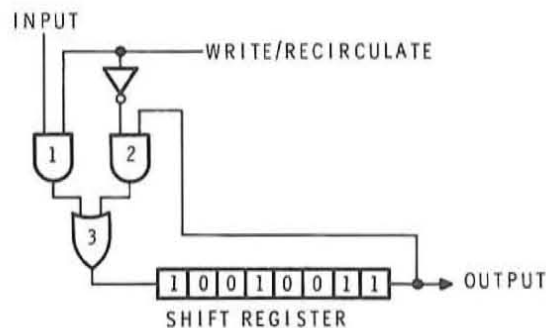 INPUT
WRITE/RECIRCULATE
1
2
3
1 0 0 1 0 0 1 1
OUTPUT
SHIFT REGISTER